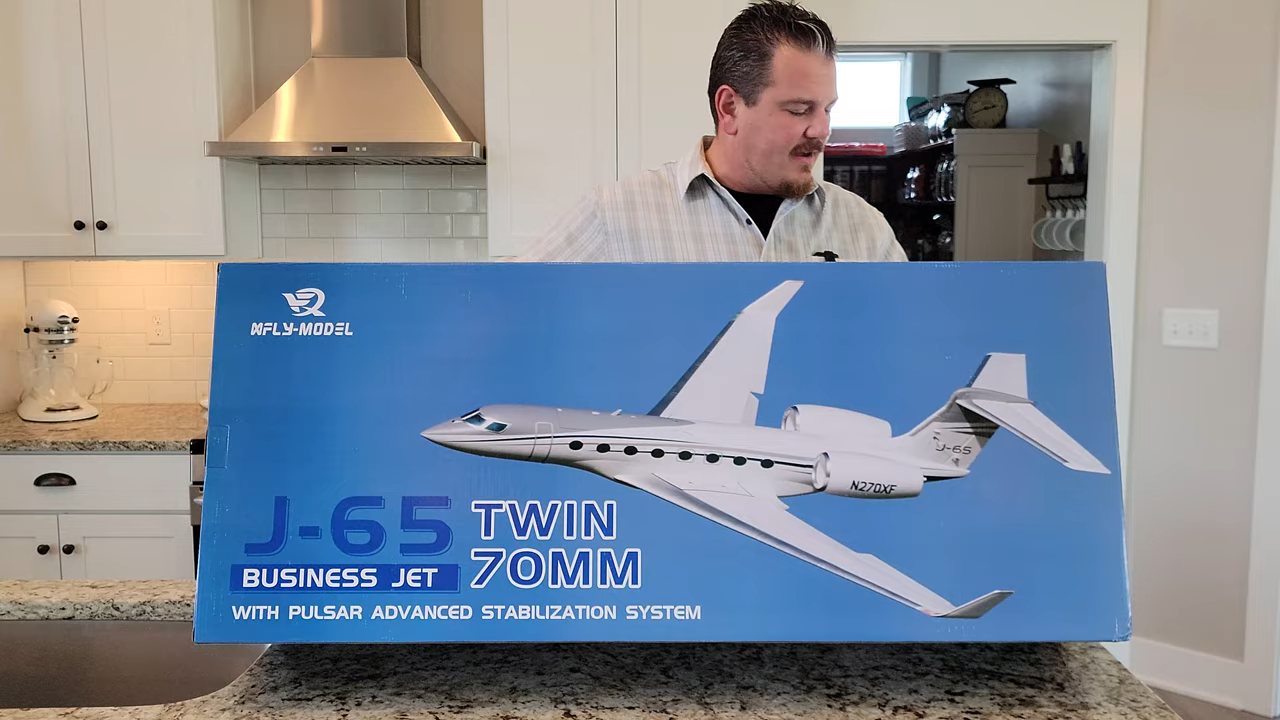 XFLY-MODEL
J-65
N270XF
J-65
TWIN
70MM
BUSINESS JET
WITH PULSAR ADVANCED STABILIZATION SYSTEM